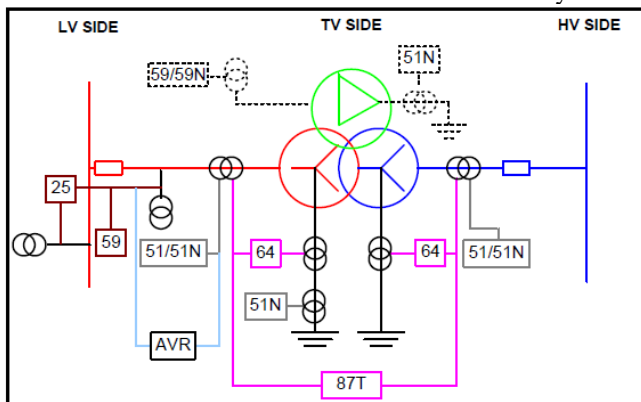 LV SIDE
TV SIDE
HV SIDE
59/59N
51N
25
59
51/51N
64
64
51/51N
51N
AVR
87T